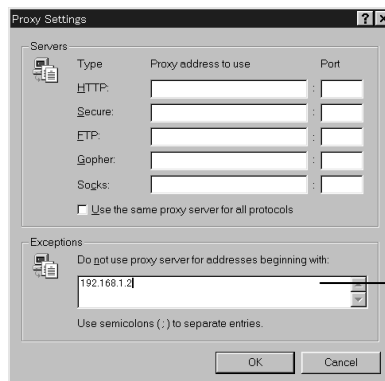 Proxy Settings
Servers
Type Proxy address to use Port
HTTP: :
Secure: :
FTP: :
Gopher: :
Socks: :
Use the same proxy server for all protocols
Exceptions
Do not use proxy server for addresses beginning with:
192.168.1.2
Use semicolons ( ; ) to separate entries.
OK Cancel